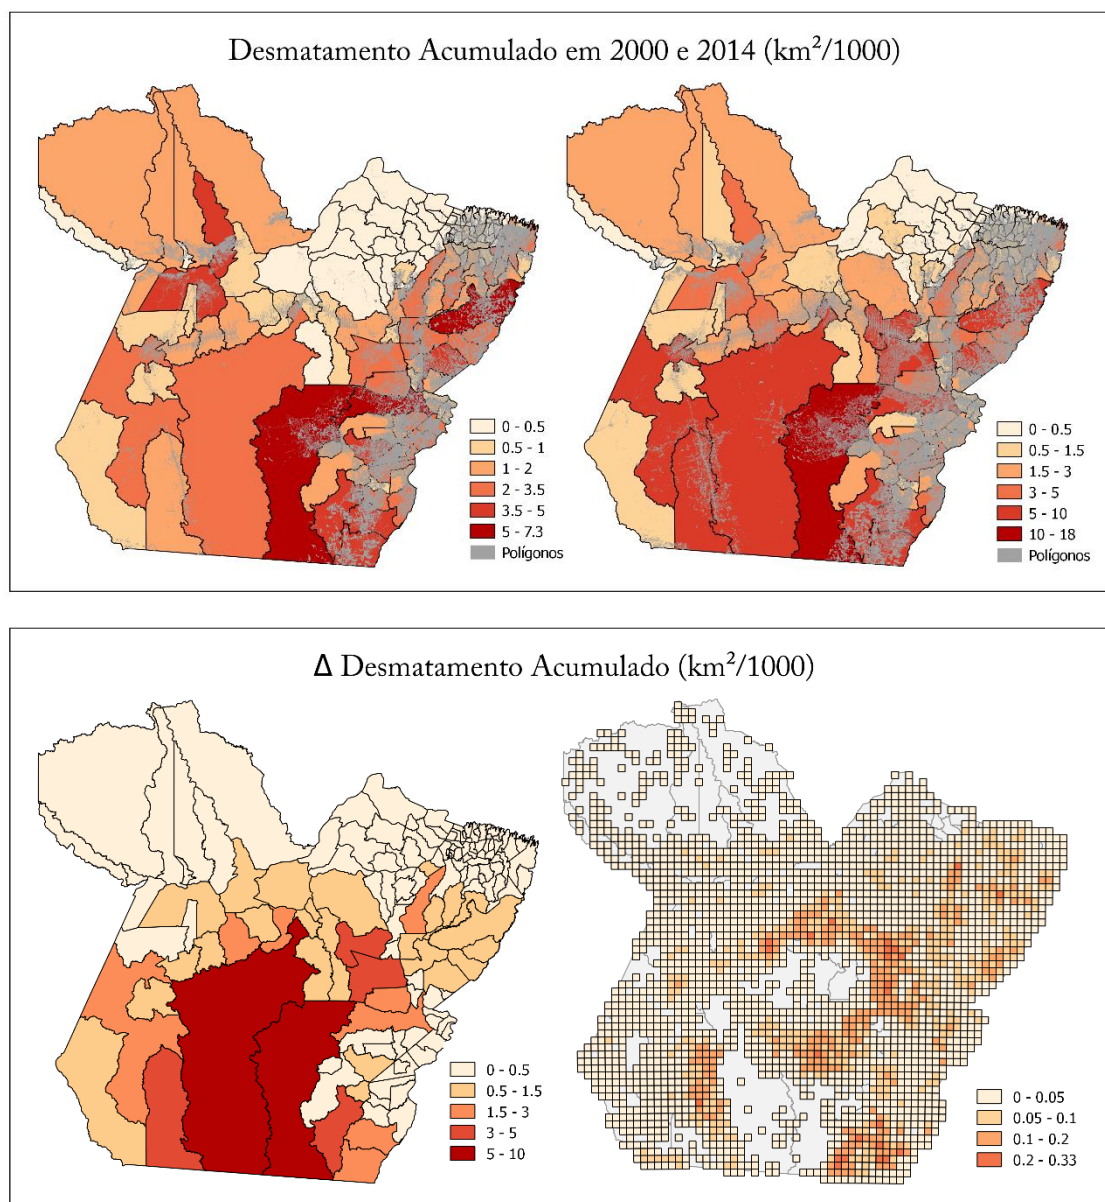 Desmatamento Acumulado em 2000 e 2014 (km²/1000)
0 - 0.5
0.5 - 1
1 - 2
2 - 3.5
3.5 - 5
5 - 7.3
Polígonos
0 - 0.5
0.5 - 1.5
1.5 - 3
3 - 5
5 - 10
10 - 18
Polígonos
Δ Desmatamento Acumulado (km²/1000)
0 - 0.5
0.5 - 1.5
1.5 - 3
3 - 5
5 - 10
0 - 0.05
0.05 - 0.1
0.1 - 0.2
0.2 - 0.33